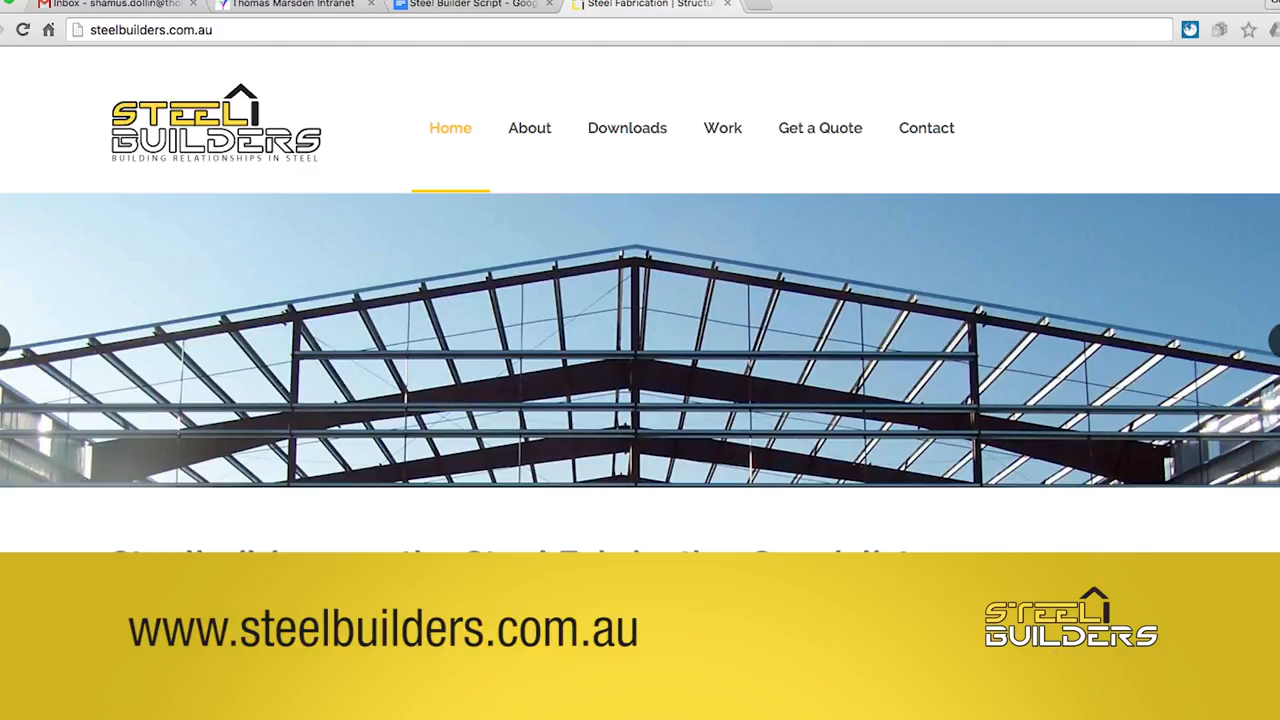 Inbox - shamus.dollin@tho
Thomas Marsden Intranet
Steel Builder Script - Goog
Steel Fabrication | Structu
steelbuilders.com.au
STEEL
BUILDERS
BUILDING RELATIONSHIPS IN STEEL
Home About Downloads Work Get a Quote Contact
www.steelbuilders.com.au
STEEL
BUILDERS